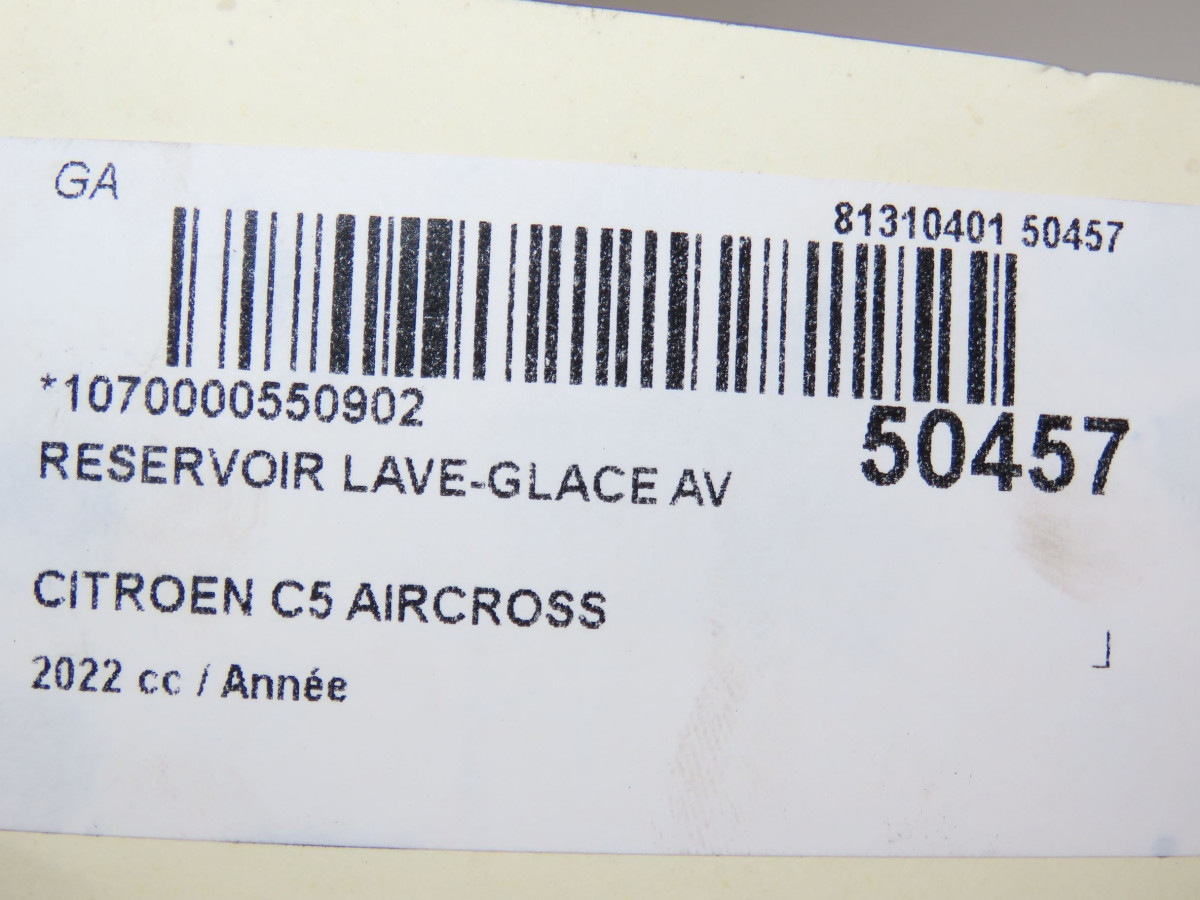 GA
81310401 50457
*1070000550902
50457
RESERVOIR LAVE-GLACE AV
CITROEN C5 AIRCROSS
2022 cc / Année